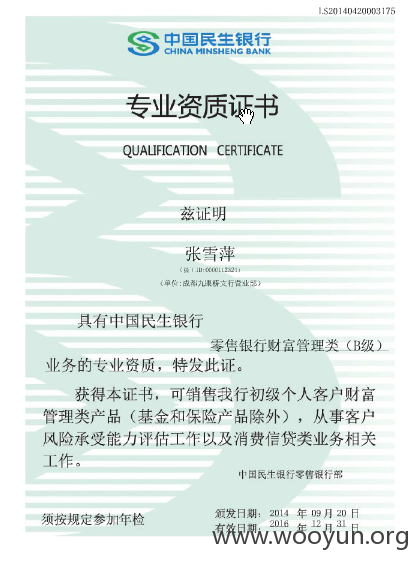 LS20140420003175
中国民生银行
CHINA MINSHENG BANK
专业资质证书
QUALIFICATION CERTIFICATE
兹证明
张雪萍
(单位:成都九眼桥支行营业部)
具有中国民生银行
零售银行财富管理类（B级）
业务的专业资质，特发此证。
获得本证书，可销售我行初级个人客户财富
管理类产品（基金和保险产品除外），从事客户
风险承受能力评估工作以及消费信贷类业务相关
工作。
中国民生银行零售银行部
须按规定参加年检
颁发日期: 2014 年 09 月 20 日
有效日期: 2016 年 12 月 31 日
www.wooyun.org